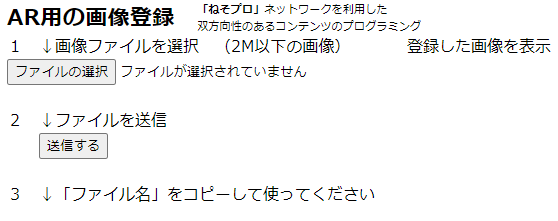 AR用の画像登録 「ねそプロ」ネットワークを利用した
双方向性のあるコンテンツのプログラミング
1 ↓画像ファイルを選択 （2M以下の画像） 登録した画像を表示
ファイルの選択 ファイルが選択されていません
2 ↓ファイルを送信
送信する
3 ↓「ファイル名」をコピーして使ってください